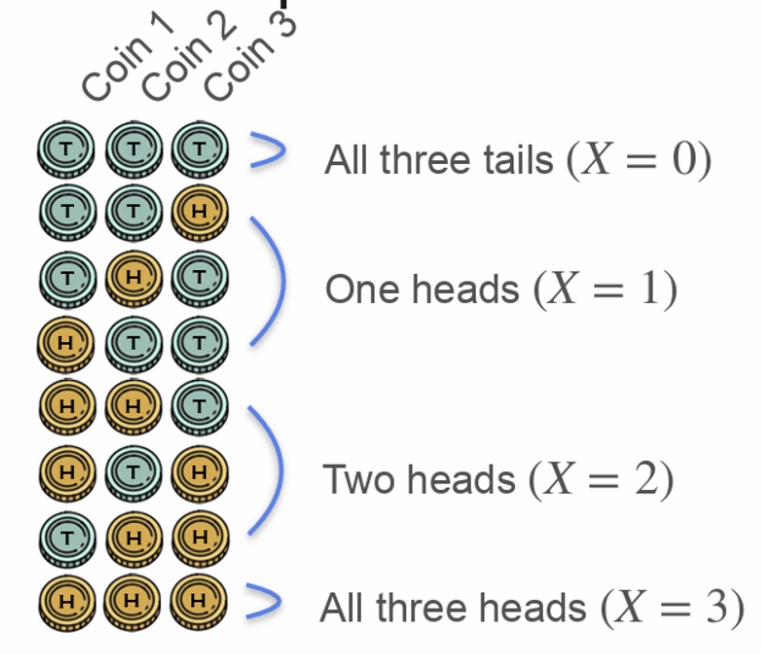 Coin 1
Coin 2
Coin 3
T T T All three tails (X = 0)
T T H
T H T One heads (X = 1)
H T T
H H T
H T H Two heads (X = 2)
T H H
H H H All three heads (X = 3)